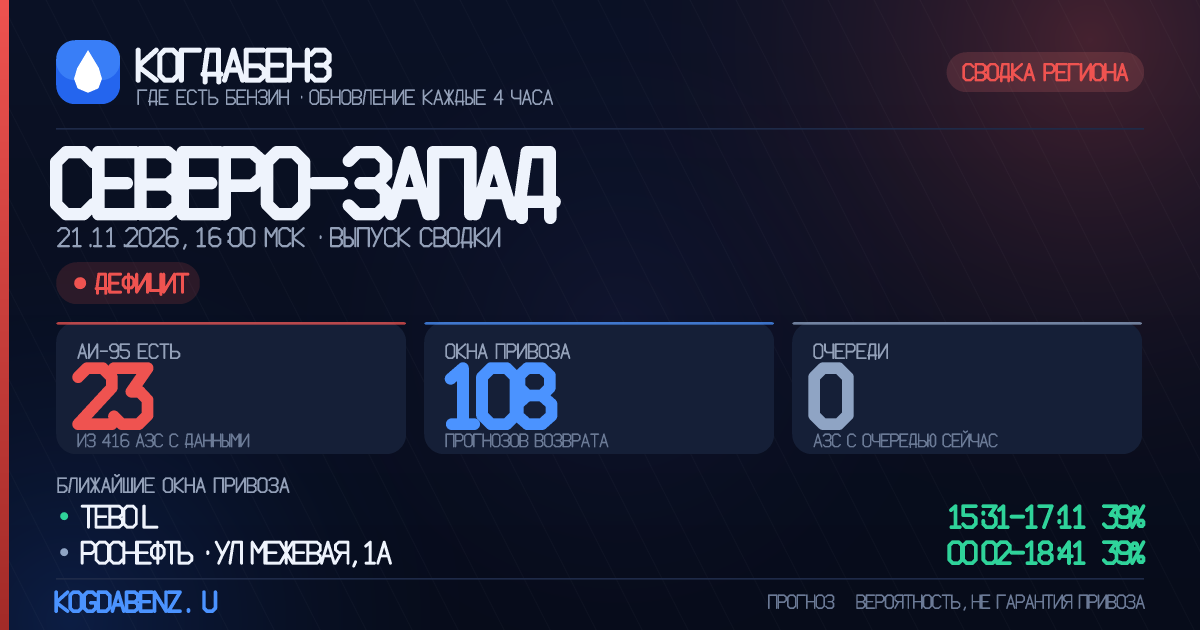 КОГДАБЕНЗ
ГДЕ ЕСТЬ БЕНЗИН · ОБНОВЛЕНИЕ КАЖДЫЕ 4 ЧАСА
СВОДКА РЕГИОНА
СЕВЕРО-ЗАПАД
21.11.2026, 16:00 МСК · ВЫПУСК СВОДКИ
• ДЕФИЦИТ
АИ-95 ЕСТЬ
23
ИЗ 416 АЗС С ДАННЫМИ
ОКНА ПРИВОЗА
108
ПРОГНОЗОВ ВОЗВРАТА
ОЧЕРЕДИ
0
АЗС С ОЧЕРЕДЬЮ СЕЙЧАС
БЛИЖАЙШИЕ ОКНА ПРИВОЗА
• TEBOIL 15:31–17:11 39%
• РОСНЕФТЬ · УЛ МЕЖЕВАЯ, 1А 00:02–18:41 39%
KOGDABENZ. U
ПРОГНОЗ ВЕРОЯТНОСТЬ, НЕ ГАРАНТИЯ ПРИВОЗА